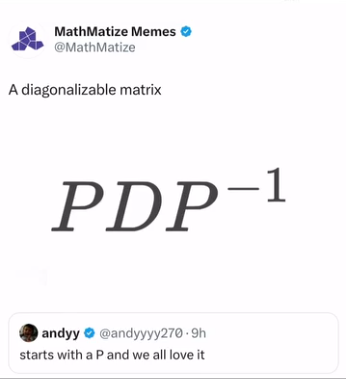 MathMatize Memes
@MathMatize
A diagonalizable matrix
PDP⁻¹
andyy @andyyyy270 · 9h
starts with a P and we all love it